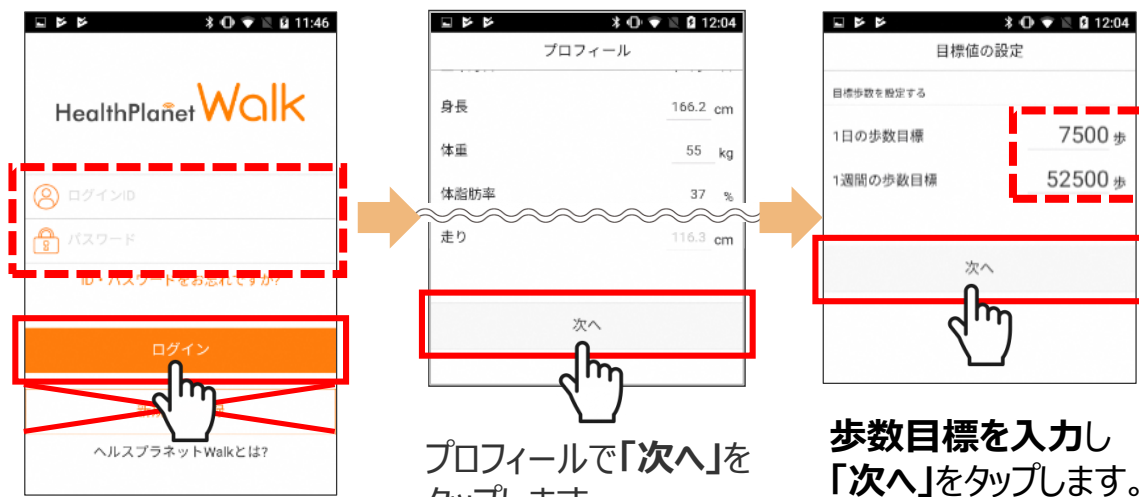 11:46
HealthPlanet Walk
ログインID
パスワード
ID・パスワードをお忘れですか?
ログイン
ヘルスプラネットWalkとは?
12:04
プロフィール
身長 166.2 cm
体重 55 kg
体脂肪率 37 %
走り 116.3 cm
次へ
プロフィールで「次へ」を
タップします
12:04
目標値の設定
目標歩数を設定する
1日の歩数目標 7500 歩
1週間の歩数目標 52500 歩
次へ
歩数目標を入力し
「次へ」をタップします。